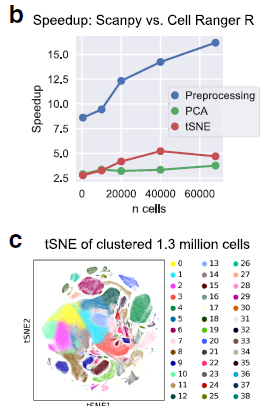 b
Speedup: Scanpy vs. Cell Ranger R
Speedup
15.0
12.5
10.0
7.5
5.0
2.5
Preprocessing
PCA
tSNE
0 20000 40000 60000
n cells
c
tSNE of clustered 1.3 million cells
tSNE2
0 13 26
1 14 27
2 15 28
3 16 29
4 17 30
5 18 31
6 19 32
7 20 33
8 21 34
9 22 35
10 23 36
11 24 37
12 25 38
tSNE1